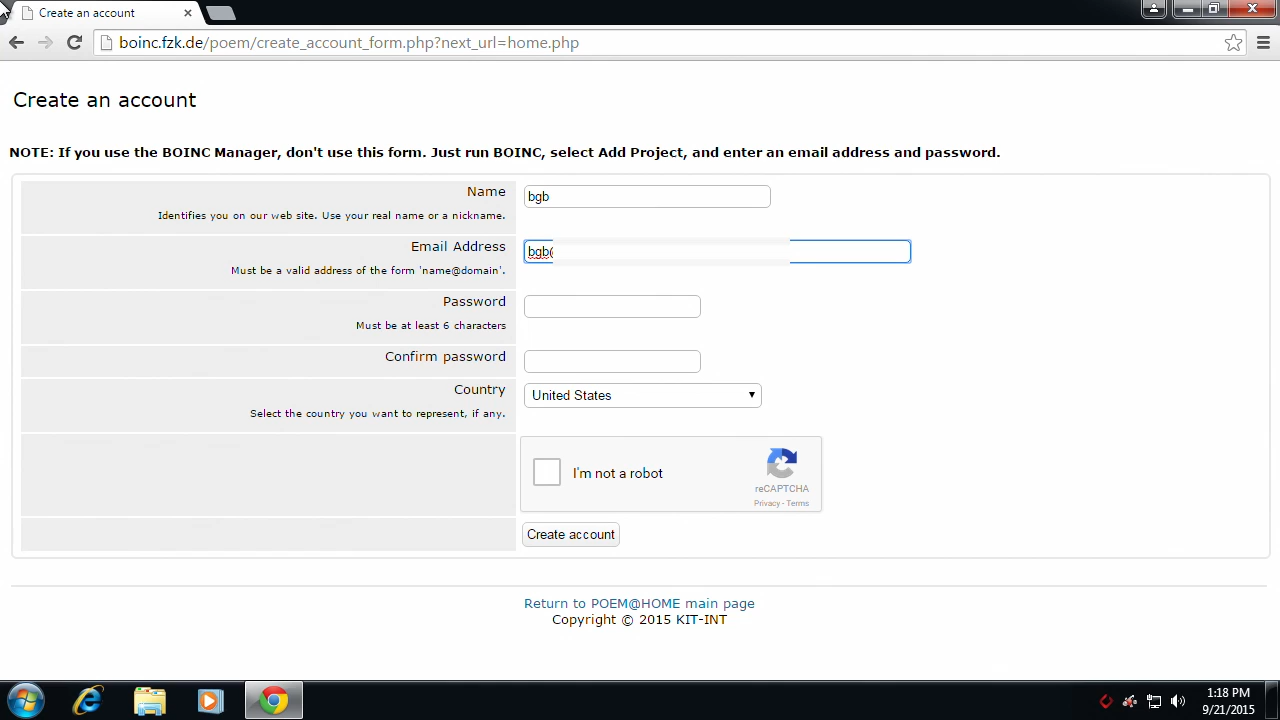 Create an account
boinc.fzk.de/poem/create_account_form.php?next_url=home.php
Create an account
NOTE: If you use the BOINC Manager, don't use this form. Just run BOINC, select Add Project, and enter an email address and password.
Name
bgb
Identifies you on our web site. Use your real name or a nickname.
Email Address
bgb@
Must be a valid address of the form 'name@domain'.
Password
Must be at least 6 characters
Confirm password
Country
United States
Select the country you want to represent, if any.
I'm not a robot
reCAPTCHA
Privacy - Terms
Create account
Return to POEM@HOME main page
Copyright © 2015 KIT-INT
1:18 PM
9/21/2015